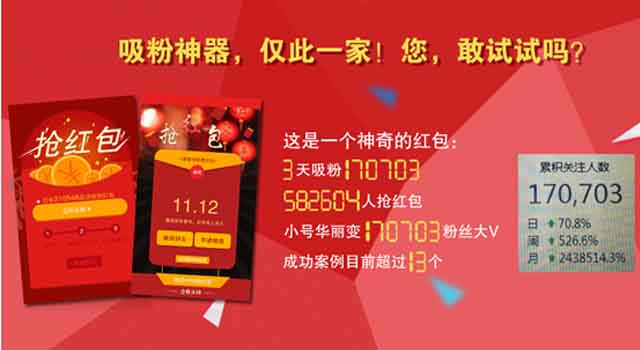 吸粉神器，仅此一家！您，敢试试吗？
抢红包
抢红包
11.12
这是一个神奇的红包：
3天吸粉170703
582604人抢红包
小号华丽变170703粉丝大V
成功案例目前超过13个
累积关注人数
170,703
日 70.8%
周 526.6%
月 2438514.3%